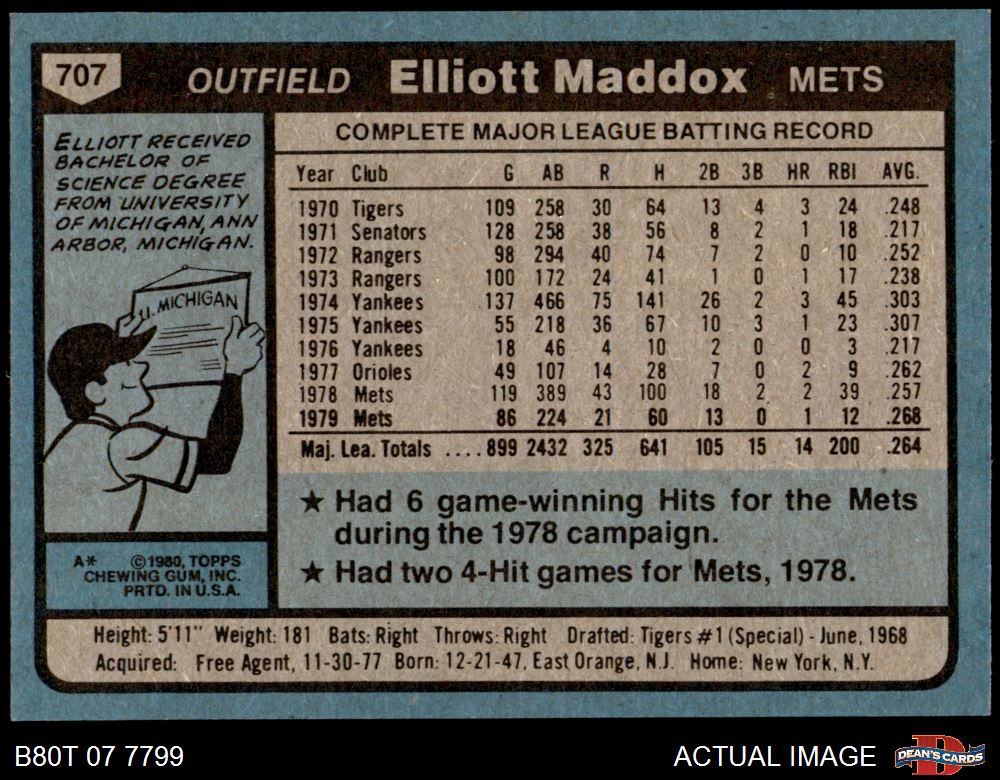 707 OUTFIELD Elliott Maddox METS
ELLIOTT RECEIVED
BACHELOR OF
SCIENCE DEGREE
FROM UNIVERSITY
OF MICHIGAN, ANN
ARBOR, MICHIGAN.
U. MICHIGAN
A* ©1980, TOPPS
CHEWING GUM, INC.
PRTD. IN U.S.A.
COMPLETE MAJOR LEAGUE BATTING RECORD
Year Club G AB R H 2B 3B HR RBI AVG.
1970 Tigers 109 258 30 64 13 4 3 24 .248
1971 Senators 128 258 38 56 8 2 1 18 .217
1972 Rangers 98 294 40 74 7 2 0 10 .252
1973 Rangers 100 172 24 41 1 0 1 17 .238
1974 Yankees 137 466 75 141 26 2 3 45 .303
1975 Yankees 55 218 36 67 10 3 1 23 .307
1976 Yankees 18 46 4 10 2 0 0 3 .217
1977 Orioles 49 107 14 28 7 0 2 9 .262
1978 Mets 119 389 43 100 18 2 2 39 .257
1979 Mets 86 224 21 60 13 0 1 12 .268
Maj. Lea. Totals .... 899 2432 325 641 105 15 14 200 .264
★ Had 6 game-winning Hits for the Mets
during the 1978 campaign.
★ Had two 4-Hit games for Mets, 1978.
Height: 5'11" Weight: 181 Bats: Right Throws: Right Drafted: Tigers #1 (Special) - June, 1968
Acquired: Free Agent, 11-30-77 Born: 12-21-47, East Orange, N.J. Home: New York, N.Y.
B80T 07 7799 ACTUAL IMAGE
D
DEAN'S CARDS